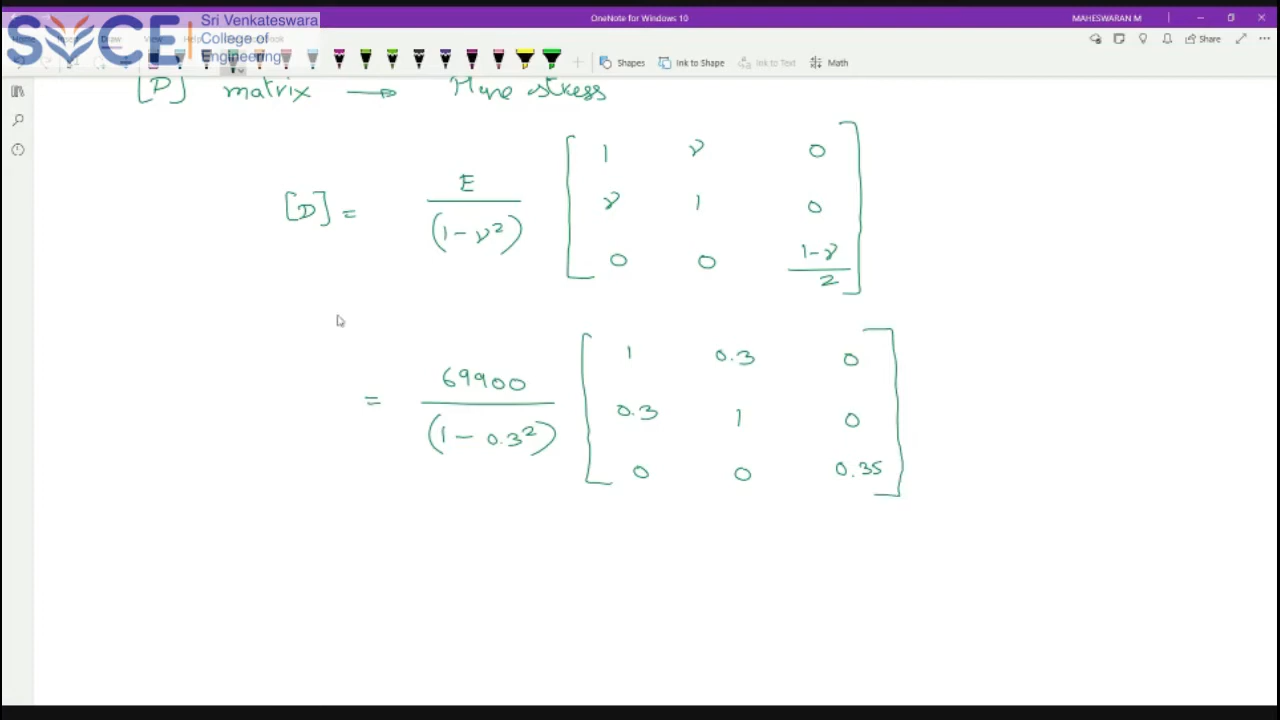 OneNote for Windows 10
MAHESWARAN M
SVCE
Sri Venkateswara
College of
Engineering
Share
Shapes
Ink to Shape
Ink to Text
Math
[D] matrix → Plane stress
[D] = E/(1-ν²) [1 ν 0
ν 1 0
0 0 1-ν/2]
= 69900/(1-0.3²) [1 0.3 0
0.3 1 0
0 0 0.35]